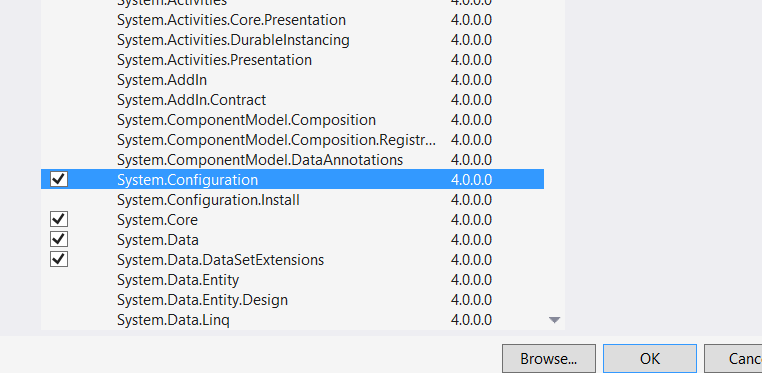 System.Activities 4.0.0.0
System.Activities.Core.Presentation 4.0.0.0
System.Activities.DurableInstancing 4.0.0.0
System.Activities.Presentation 4.0.0.0
System.AddIn 4.0.0.0
System.AddIn.Contract 4.0.0.0
System.ComponentModel.Composition 4.0.0.0
System.ComponentModel.Composition.Registr... 4.0.0.0
System.ComponentModel.DataAnnotations 4.0.0.0
System.Configuration 4.0.0.0
System.Configuration.Install 4.0.0.0
System.Core 4.0.0.0
System.Data 4.0.0.0
System.Data.DataSetExtensions 4.0.0.0
System.Data.Entity 4.0.0.0
System.Data.Entity.Design 4.0.0.0
System.Data.Linq 4.0.0.0
Browse... OK Canc